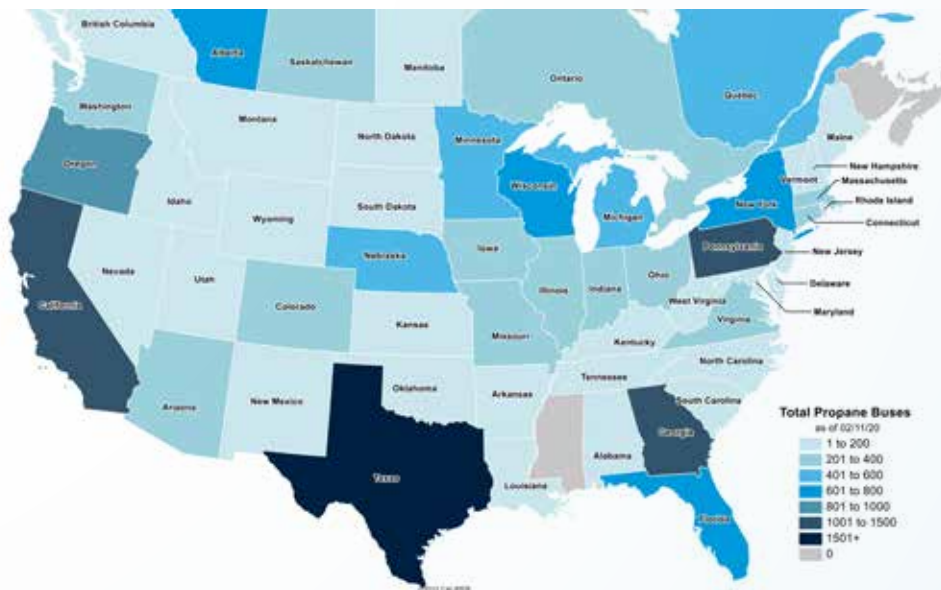 British Columbia
Alberta
Saskatchewan
Manitoba
Ontario
Québec
Washington
Montana
North Dakota
Minnesota
Maine
Oregon
Idaho
Wyoming
South Dakota
Wisconsin
Michigan
New York
Vermont
New Hampshire
Massachusetts
Rhode Island
Connecticut
Nevada
Utah
Nebraska
Iowa
Pennsylvania
New Jersey
California
Colorado
Kansas
Illinois
Indiana
Ohio
West Virginia
Delaware
Maryland
Missouri
Kentucky
Virginia
Arizona
New Mexico
Oklahoma
Arkansas
Tennessee
North Carolina
South Carolina
Texas
Louisiana
Alabama
Georgia
Florida
Total Propane Buses
as of 02/11/20
1 to 200
201 to 400
401 to 600
601 to 800
801 to 1000
1001 to 1500
1501+
0